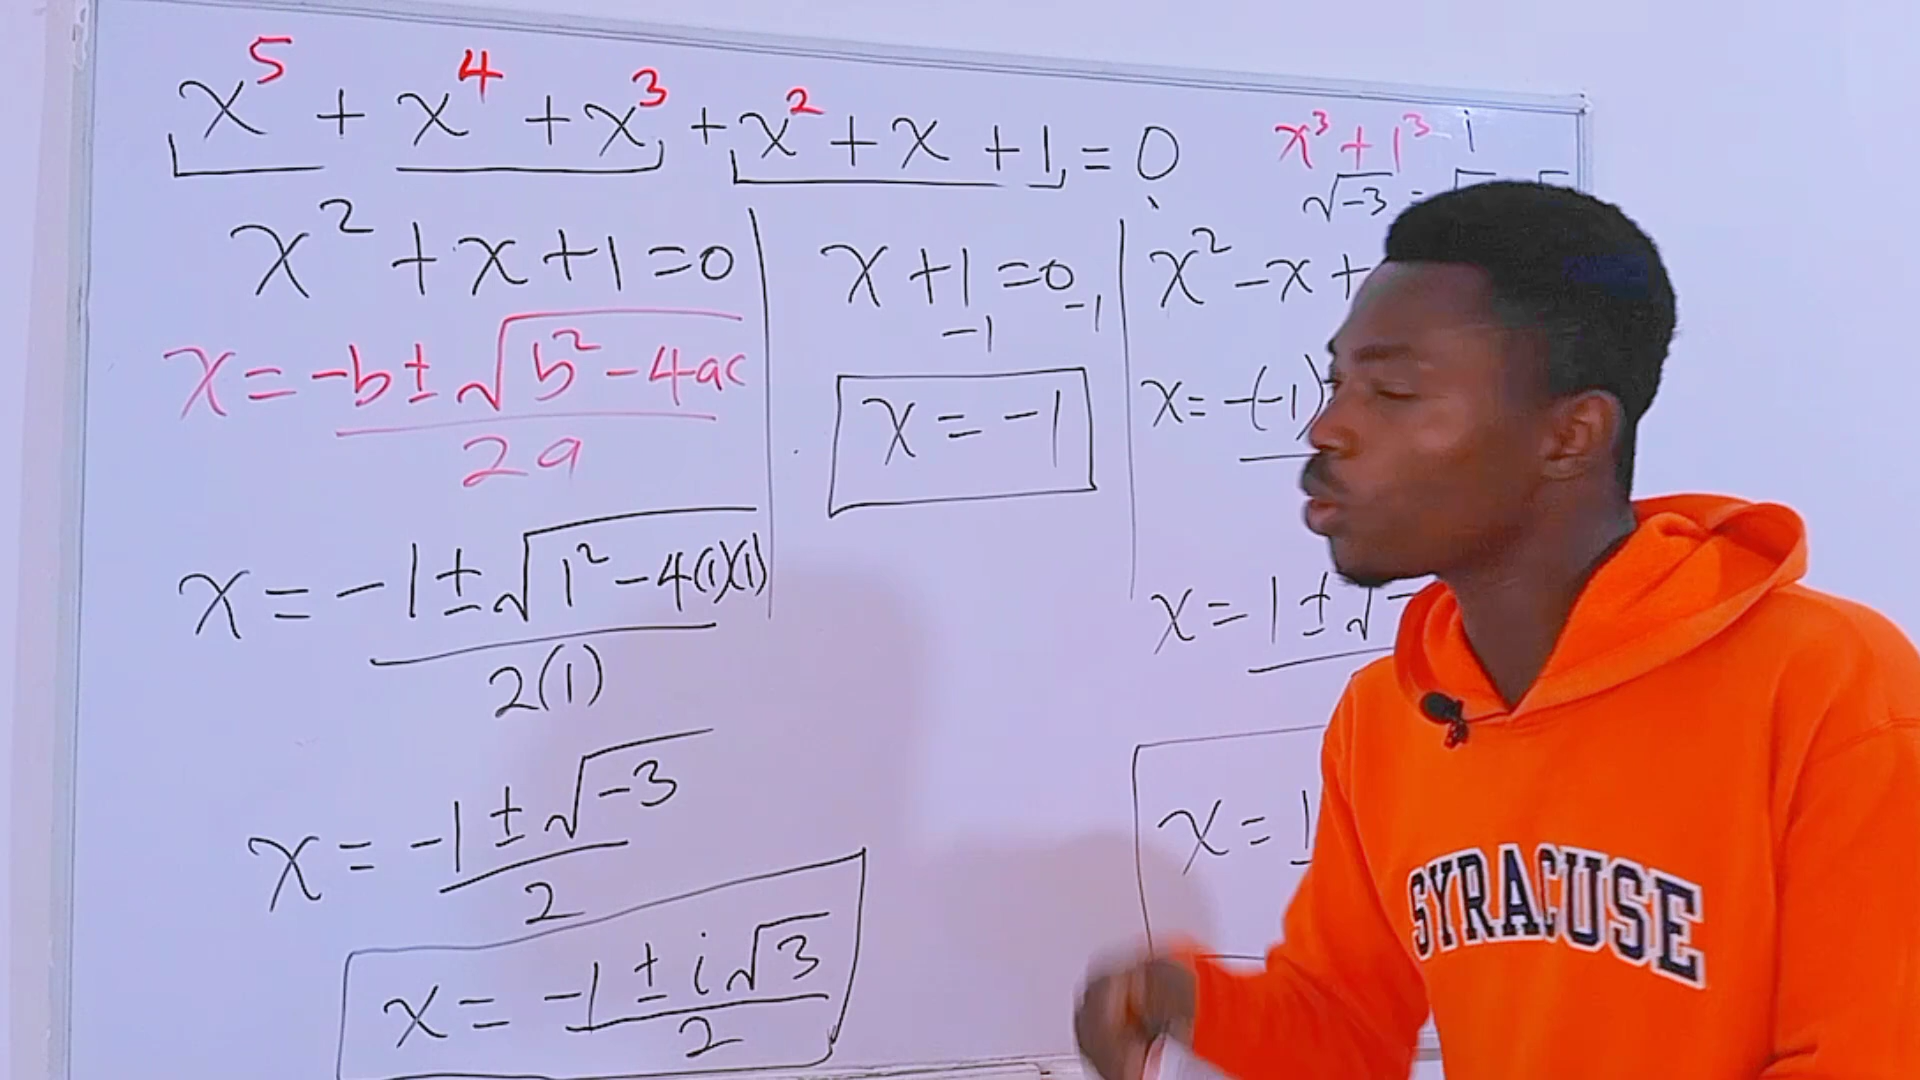 x⁵ + x⁴ + x³ + x² + x + 1 = 0
x³ + 1³
√-3
x² + x + 1 = 0
x = -b ± √b² - 4ac
2a
x = -1 ± √1² - 4(1)(1)
2(1)
x = -1 ± √-3
2
x = -1 ± i√3
2
x + 1 = 0
-1 -1
x = -1
x² - x +
x = -(-1)
x = 1 ± √-
x = 1
SYRACUSE